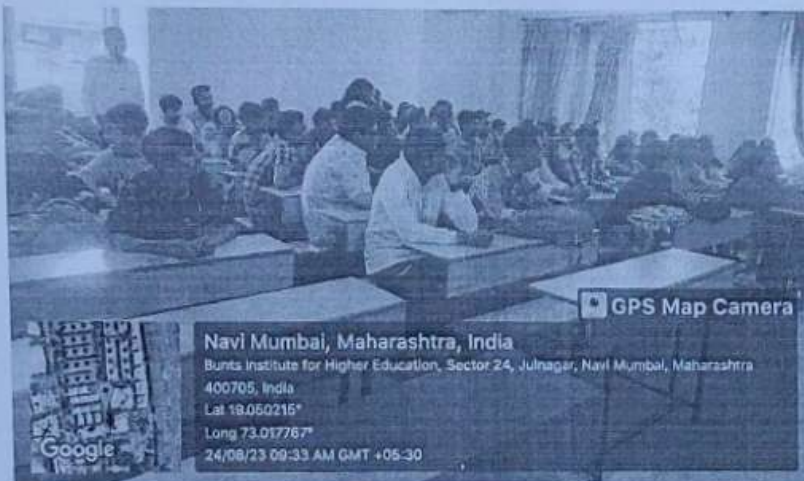 GPS Map Camera
Navi Mumbai, Maharashtra, India
Bunts Institute for Higher Education, Sector 24, Juinagar, Navi Mumbai, Maharashtra
400705, India
Lat 19.050215°
Long 73.017767°
24/08/23 09:33 AM GMT +05:30
Google